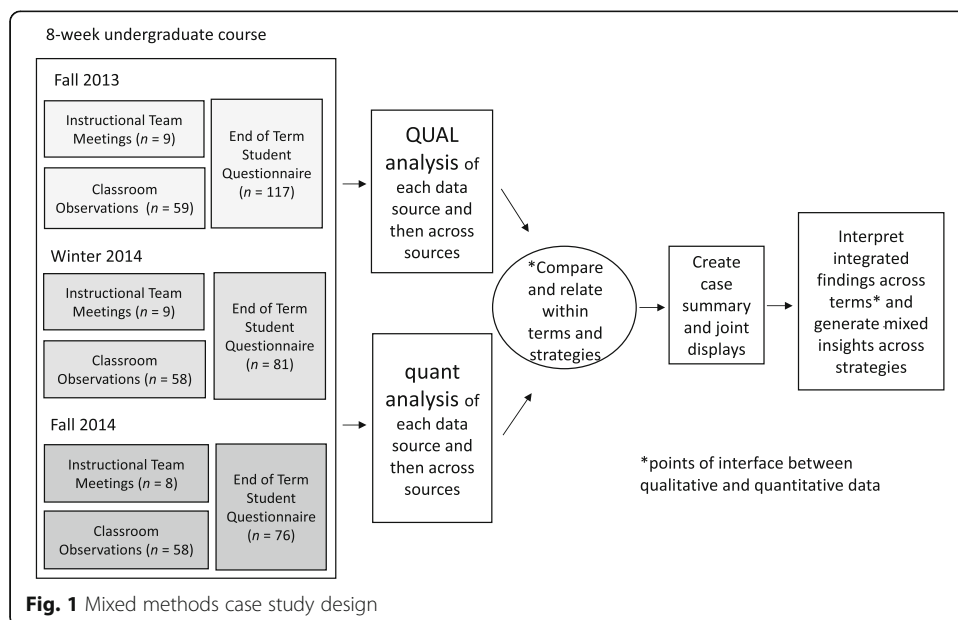 8-week undergraduate course
Fall 2013
Instructional Team
Meetings (n = 9)
Classroom
Observations (n = 59)
End of Term
Student
Questionnaire
(n = 117)
Winter 2014
Instructional Team
Meetings (n = 9)
Classroom
Observations (n = 58)
End of Term
Student
Questionnaire
(n = 81)
Fall 2014
Instructional Team
Meetings (n = 8)
Classroom
Observations (n = 58)
End of Term
Student
Questionnaire
(n = 76)
QUAL
analysis of
each data
source and
then across
sources
quant
analysis of
each data
source and
then across
sources
*Compare
and relate
within
terms and
strategies
Create
case
summary
and joint
displays
Interpret
integrated
findings across
terms* and
generate mixed
insights across
strategies
*points of interface between
qualitative and quantitative data
Fig. 1 Mixed methods case study design